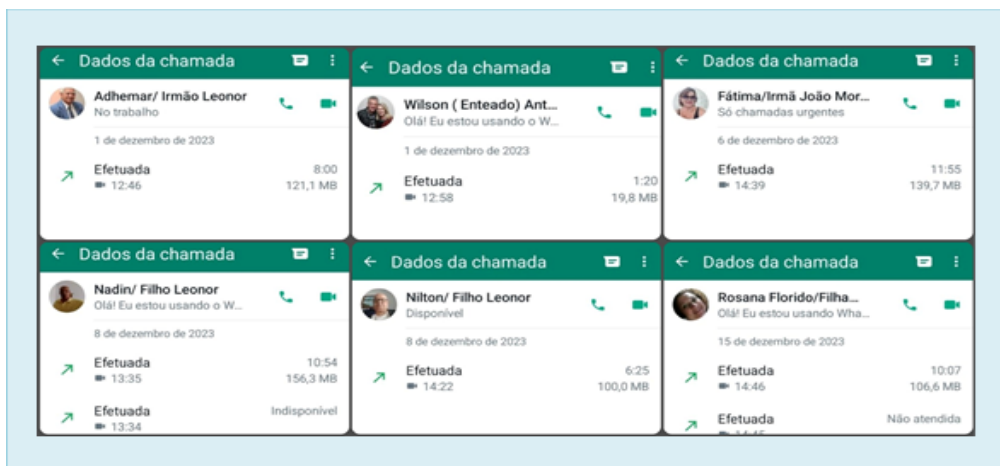 Dados da chamada
Adhemar/ Irmão Leonor
No trabalho
1 de dezembro de 2023
Efetuada 8:00
12:46 121,1 MB
Dados da chamada
Wilson ( Enteado) Ant...
Olá! Eu estou usando o W...
1 de dezembro de 2023
Efetuada 1:20
12:58 19,8 MB
Dados da chamada
Fátima/Irmã João Mor...
Só chamadas urgentes
6 de dezembro de 2023
Efetuada 11:55
14:39 139,7 MB
Dados da chamada
Nadin/ Filho Leonor
Olá! Eu estou usando o W...
8 de dezembro de 2023
Efetuada 10:54
13:35 156,3 MB
Efetuada Indisponível
13:34
Dados da chamada
Nilton/ Filho Leonor
Disponível
8 de dezembro de 2023
Efetuada 6:25
14:22 100,0 MB
Dados da chamada
Rosana Florido/Filha...
Olá! Eu estou usando Wha...
15 de dezembro de 2023
Efetuada 10:07
14:46 106,6 MB
Efetuada Não atendida